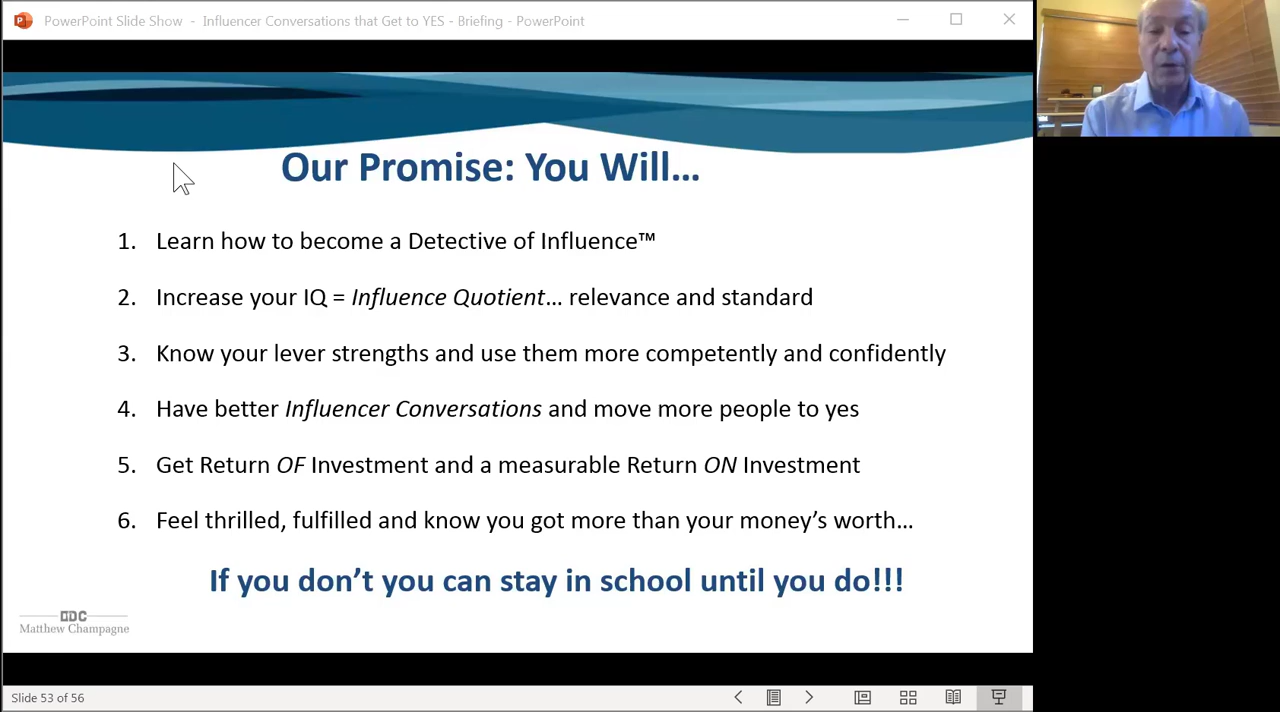 PowerPoint Slide Show - Influencer Conversations that Get to YES - Briefing - PowerPoint
Our Promise: You Will...
1. Learn how to become a Detective of Influence™
2. Increase your IQ = Influence Quotient... relevance and standard
3. Know your lever strengths and use them more competently and confidently
4. Have better Influencer Conversations and move more people to yes
5. Get Return OF Investment and a measurable Return ON Investment
6. Feel thrilled, fulfilled and know you got more than your money’s worth...
If you don’t you can stay in school until you do!!!
Matthew Champagne
Slide 53 of 56